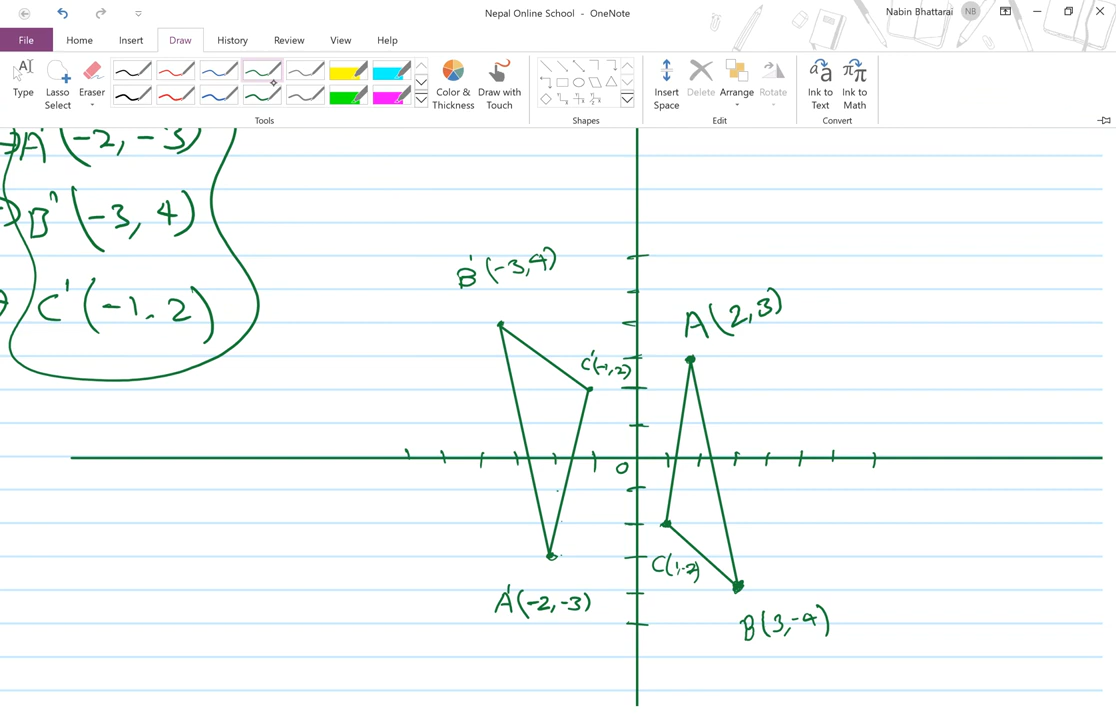 Nepal Online School - OneNote
Nabin Bhattarai NB
File Home Insert Draw History Review View Help
Type
Lasso Select
Eraser
Color & Thickness
Draw with Touch
Insert Space
Delete
Arrange
Rotate
Ink to Text
Ink to Math
Tools
Shapes
Edit
Convert
A'(-2, -3)
B'(-3, 4)
C'(-1, 2)
B'(-3,4)
A(2,3)
C'(-1,2)
0
C(1,-2)
A'(-2,-3)
B(3,-4)